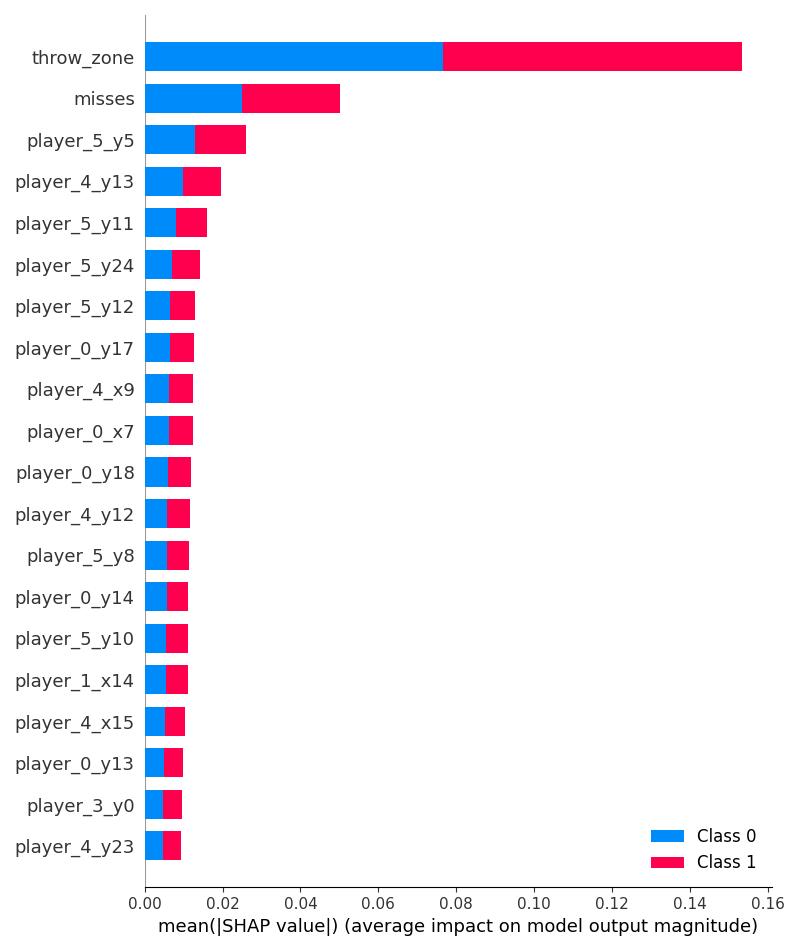 throw_zone
misses
player_5_y5
player_4_y13
player_5_y11
player_5_y24
player_5_y12
player_0_y17
player_4_x9
player_0_x7
player_0_y18
player_4_y12
player_5_y8
player_0_y14
player_5_y10
player_1_x14
player_4_x15
player_0_y13
player_3_y0
player_4_y23
Class 0
Class 1
0.00 0.02 0.04 0.06 0.08 0.10 0.12 0.14 0.16
mean(|SHAP value|) (average impact on model output magnitude)